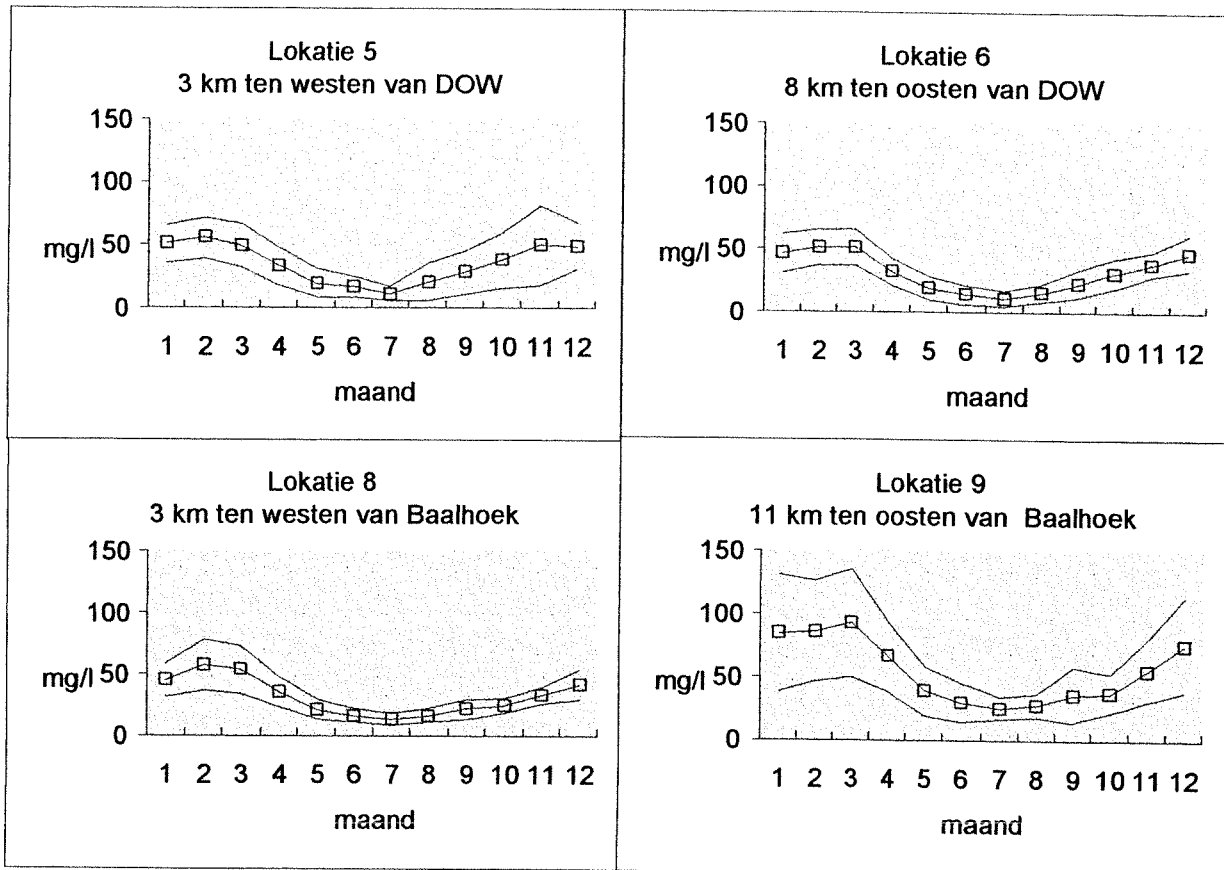 Lokatie 5
3 km ten westen van DOW
150
100
50
0
mg/l
1 2 3 4 5 6 7 8 9 10 11 12
maand
Lokatie 6
8 km ten oosten van DOW
150
100
50
0
mg/l
1 2 3 4 5 6 7 8 9 10 11 12
maand
Lokatie 8
3 km ten westen van Baalhoek
150
100
50
0
mg/l
1 2 3 4 5 6 7 8 9 10 11 12
maand
Lokatie 9
11 km ten oosten van Baalhoek
150
100
50
0
mg/l
1 2 3 4 5 6 7 8 9 10 11 12
maand